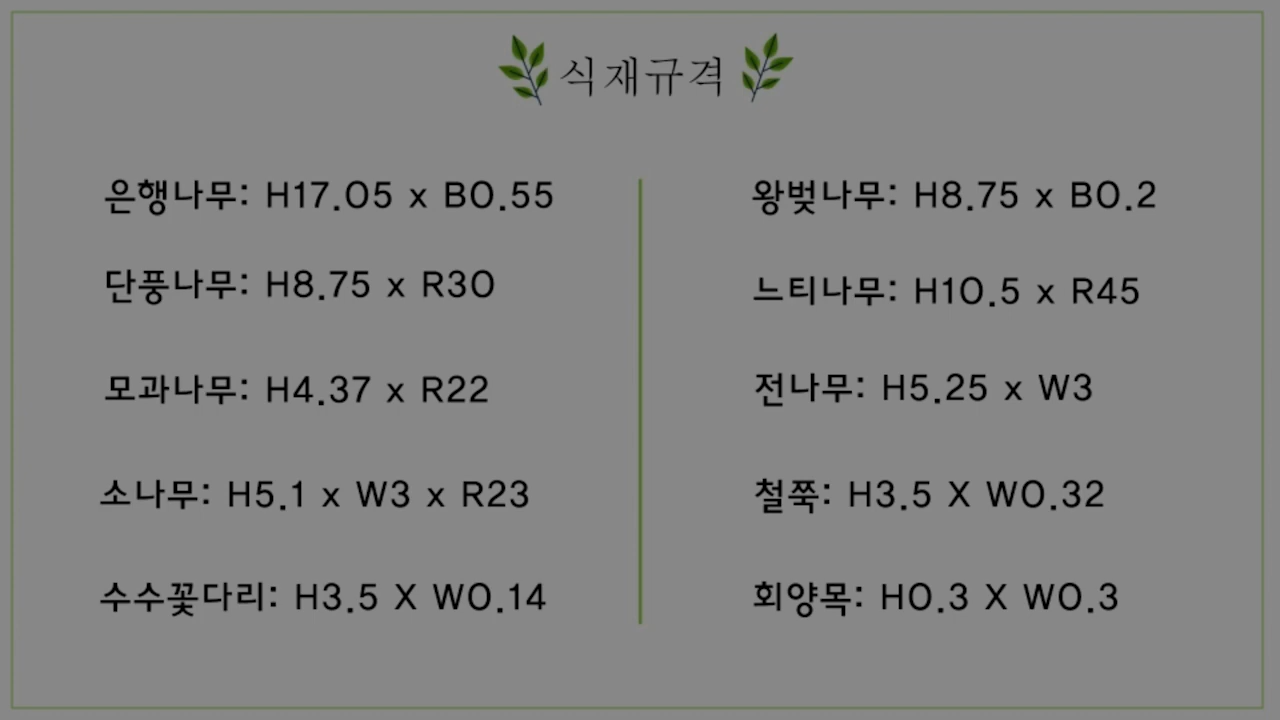 식재규격
은행나무: H17.05 x B0.55
단풍나무: H8.75 x R30
모과나무: H4.37 x R22
소나무: H5.1 x W3 x R23
수수꽃다리: H3.5 X W0.14
왕벚나무: H8.75 x B0.2
느티나무: H10.5 x R45
전나무: H5.25 x W3
철쭉: H3.5 X W0.32
회양목: H0.3 X W0.3